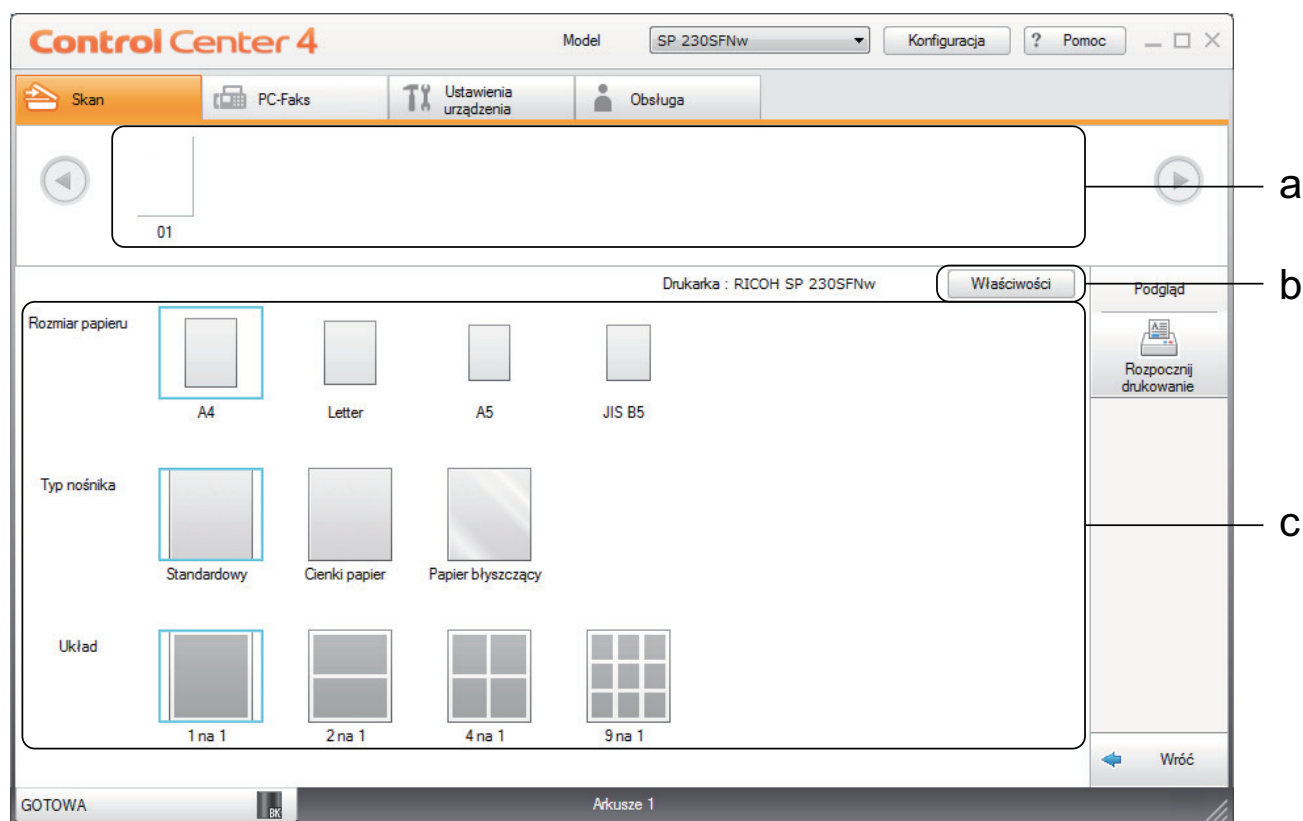 Control Center 4
Model
SP 230SFNw
Konfiguracja
? Pomoc
Skan
PC-Faks
Ustawienia
urządzenia
Obsługa
a
01
Drukarka : RICOH SP 230SFNw
Właściwości
b
Podgląd
Rozmiar papieru
A4
Letter
A5
JIS B5
Rozpocznij
drukowanie
Typ nośnika
Standardowy
Cienki papier
Papier błyszczący
c
Układ
1 na 1
2 na 1
4 na 1
9 na 1
Wróć
GOTOWA
BK
Arkusze 1